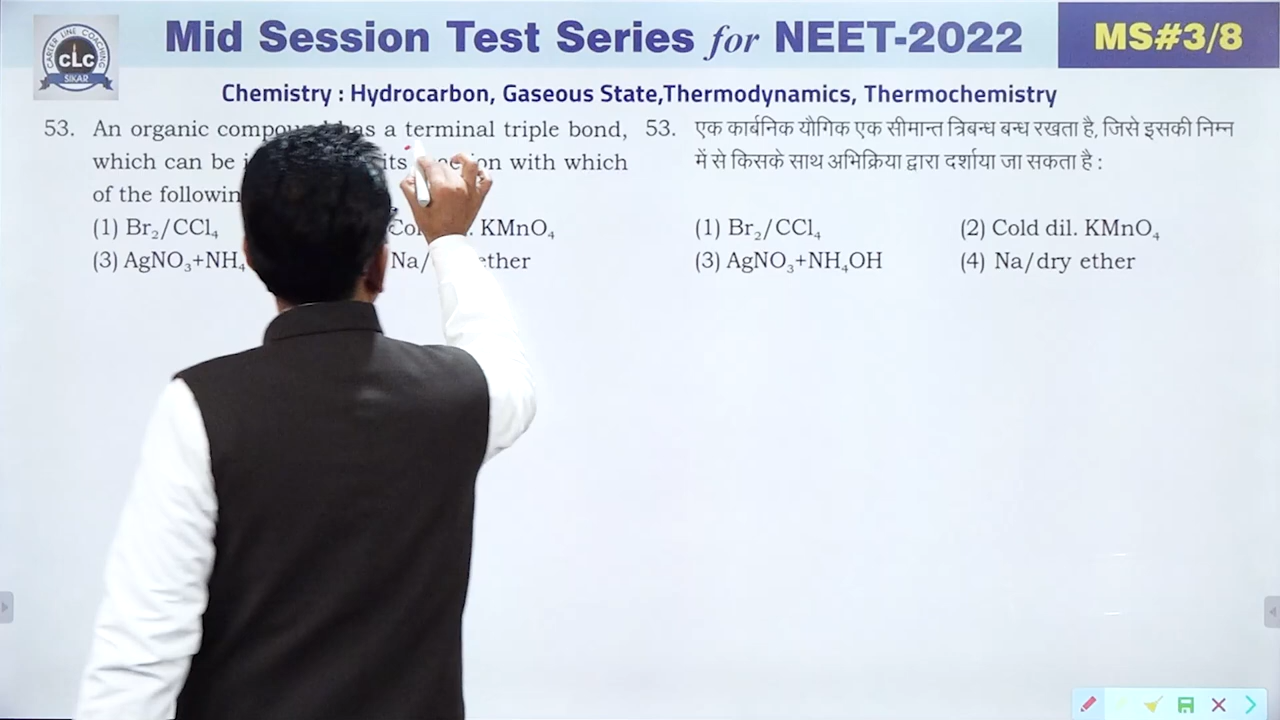 CAREER LINE COACHING
CLC
SIKAR
Mid Session Test Series for NEET-2022
MS#3/8
Chemistry : Hydrocarbon, Gaseous State,Thermodynamics, Thermochemistry
53. An organic has a terminal triple bond,
which can be its with which
of the
(1) Br₂/CCl₄ KMnO₄
(3) AgNO₃+NH₄ Na/ ether
53. एक कार्बनिक यौगिक एक सीमान्त त्रिबन्ध बन्ध रखता है, जिसे इसकी निम्न
में से किसके साथ अभिक्रिया द्वारा दर्शाया जा सकता है :
(1) Br₂/CCl₄ (2) Cold dil. KMnO₄
(3) AgNO₃+NH₄OH (4) Na/dry ether